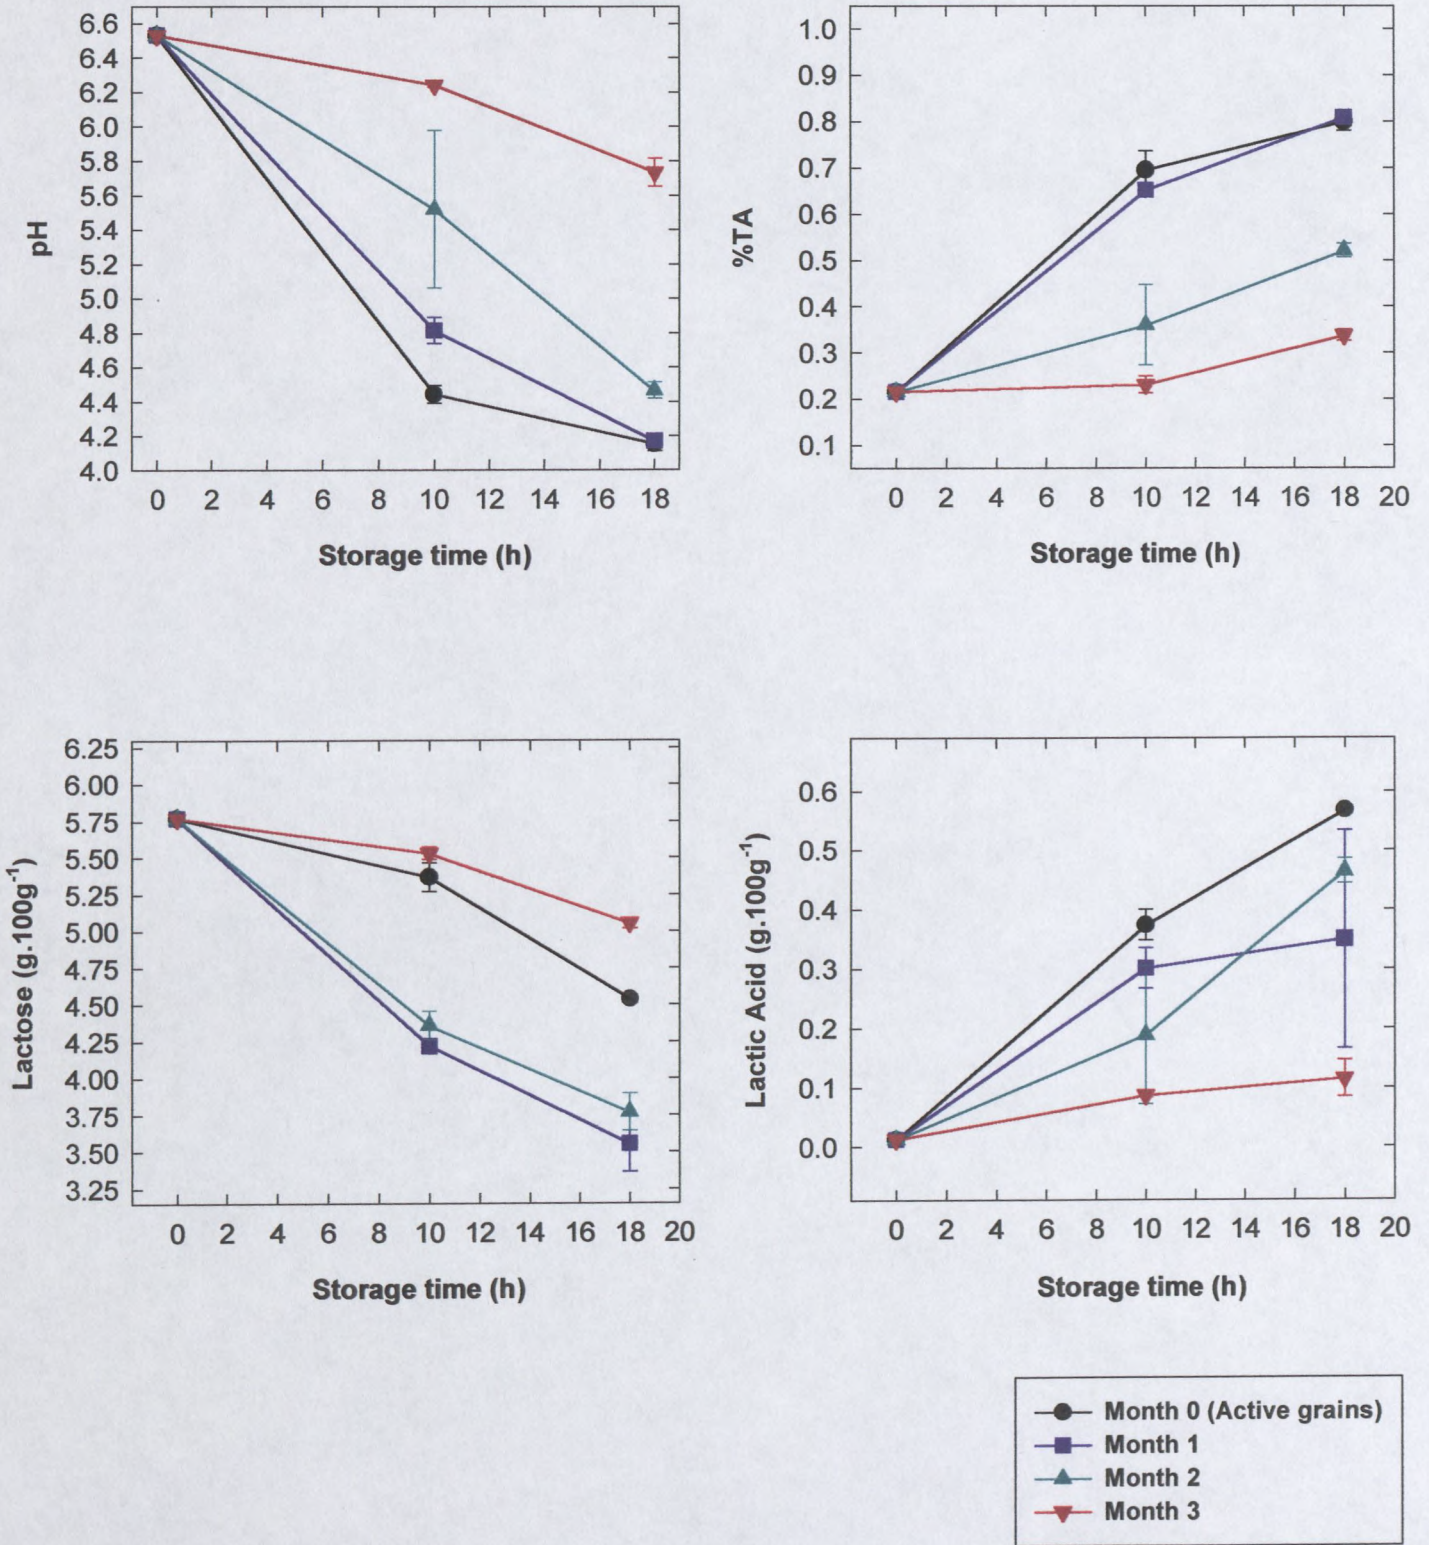 6.6
6.4
6.2
6.0
5.8
5.6
5.4
5.2
5.0
4.8
4.6
4.4
4.2
4.0
pH
0 2 4 6 8 10 12 14 16 18
Storage time (h)
1.0
0.9
0.8
0.7
0.6
0.5
0.4
0.3
0.2
0.1
%TA
0 2 4 6 8 10 12 14 16 18 20
Storage time (h)
6.25
6.00
5.75
5.50
5.25
5.00
4.75
4.50
4.25
4.00
3.75
3.50
3.25
Lactose (g.100g⁻¹)
0 2 4 6 8 10 12 14 16 18 20
Storage time (h)
0.6
0.5
0.4
0.3
0.2
0.1
0.0
Lactic Acid (g.100g⁻¹)
0 2 4 6 8 10 12 14 16 18 20
Storage time (h)
Month 0 (Active grains)
Month 1
Month 2
Month 3